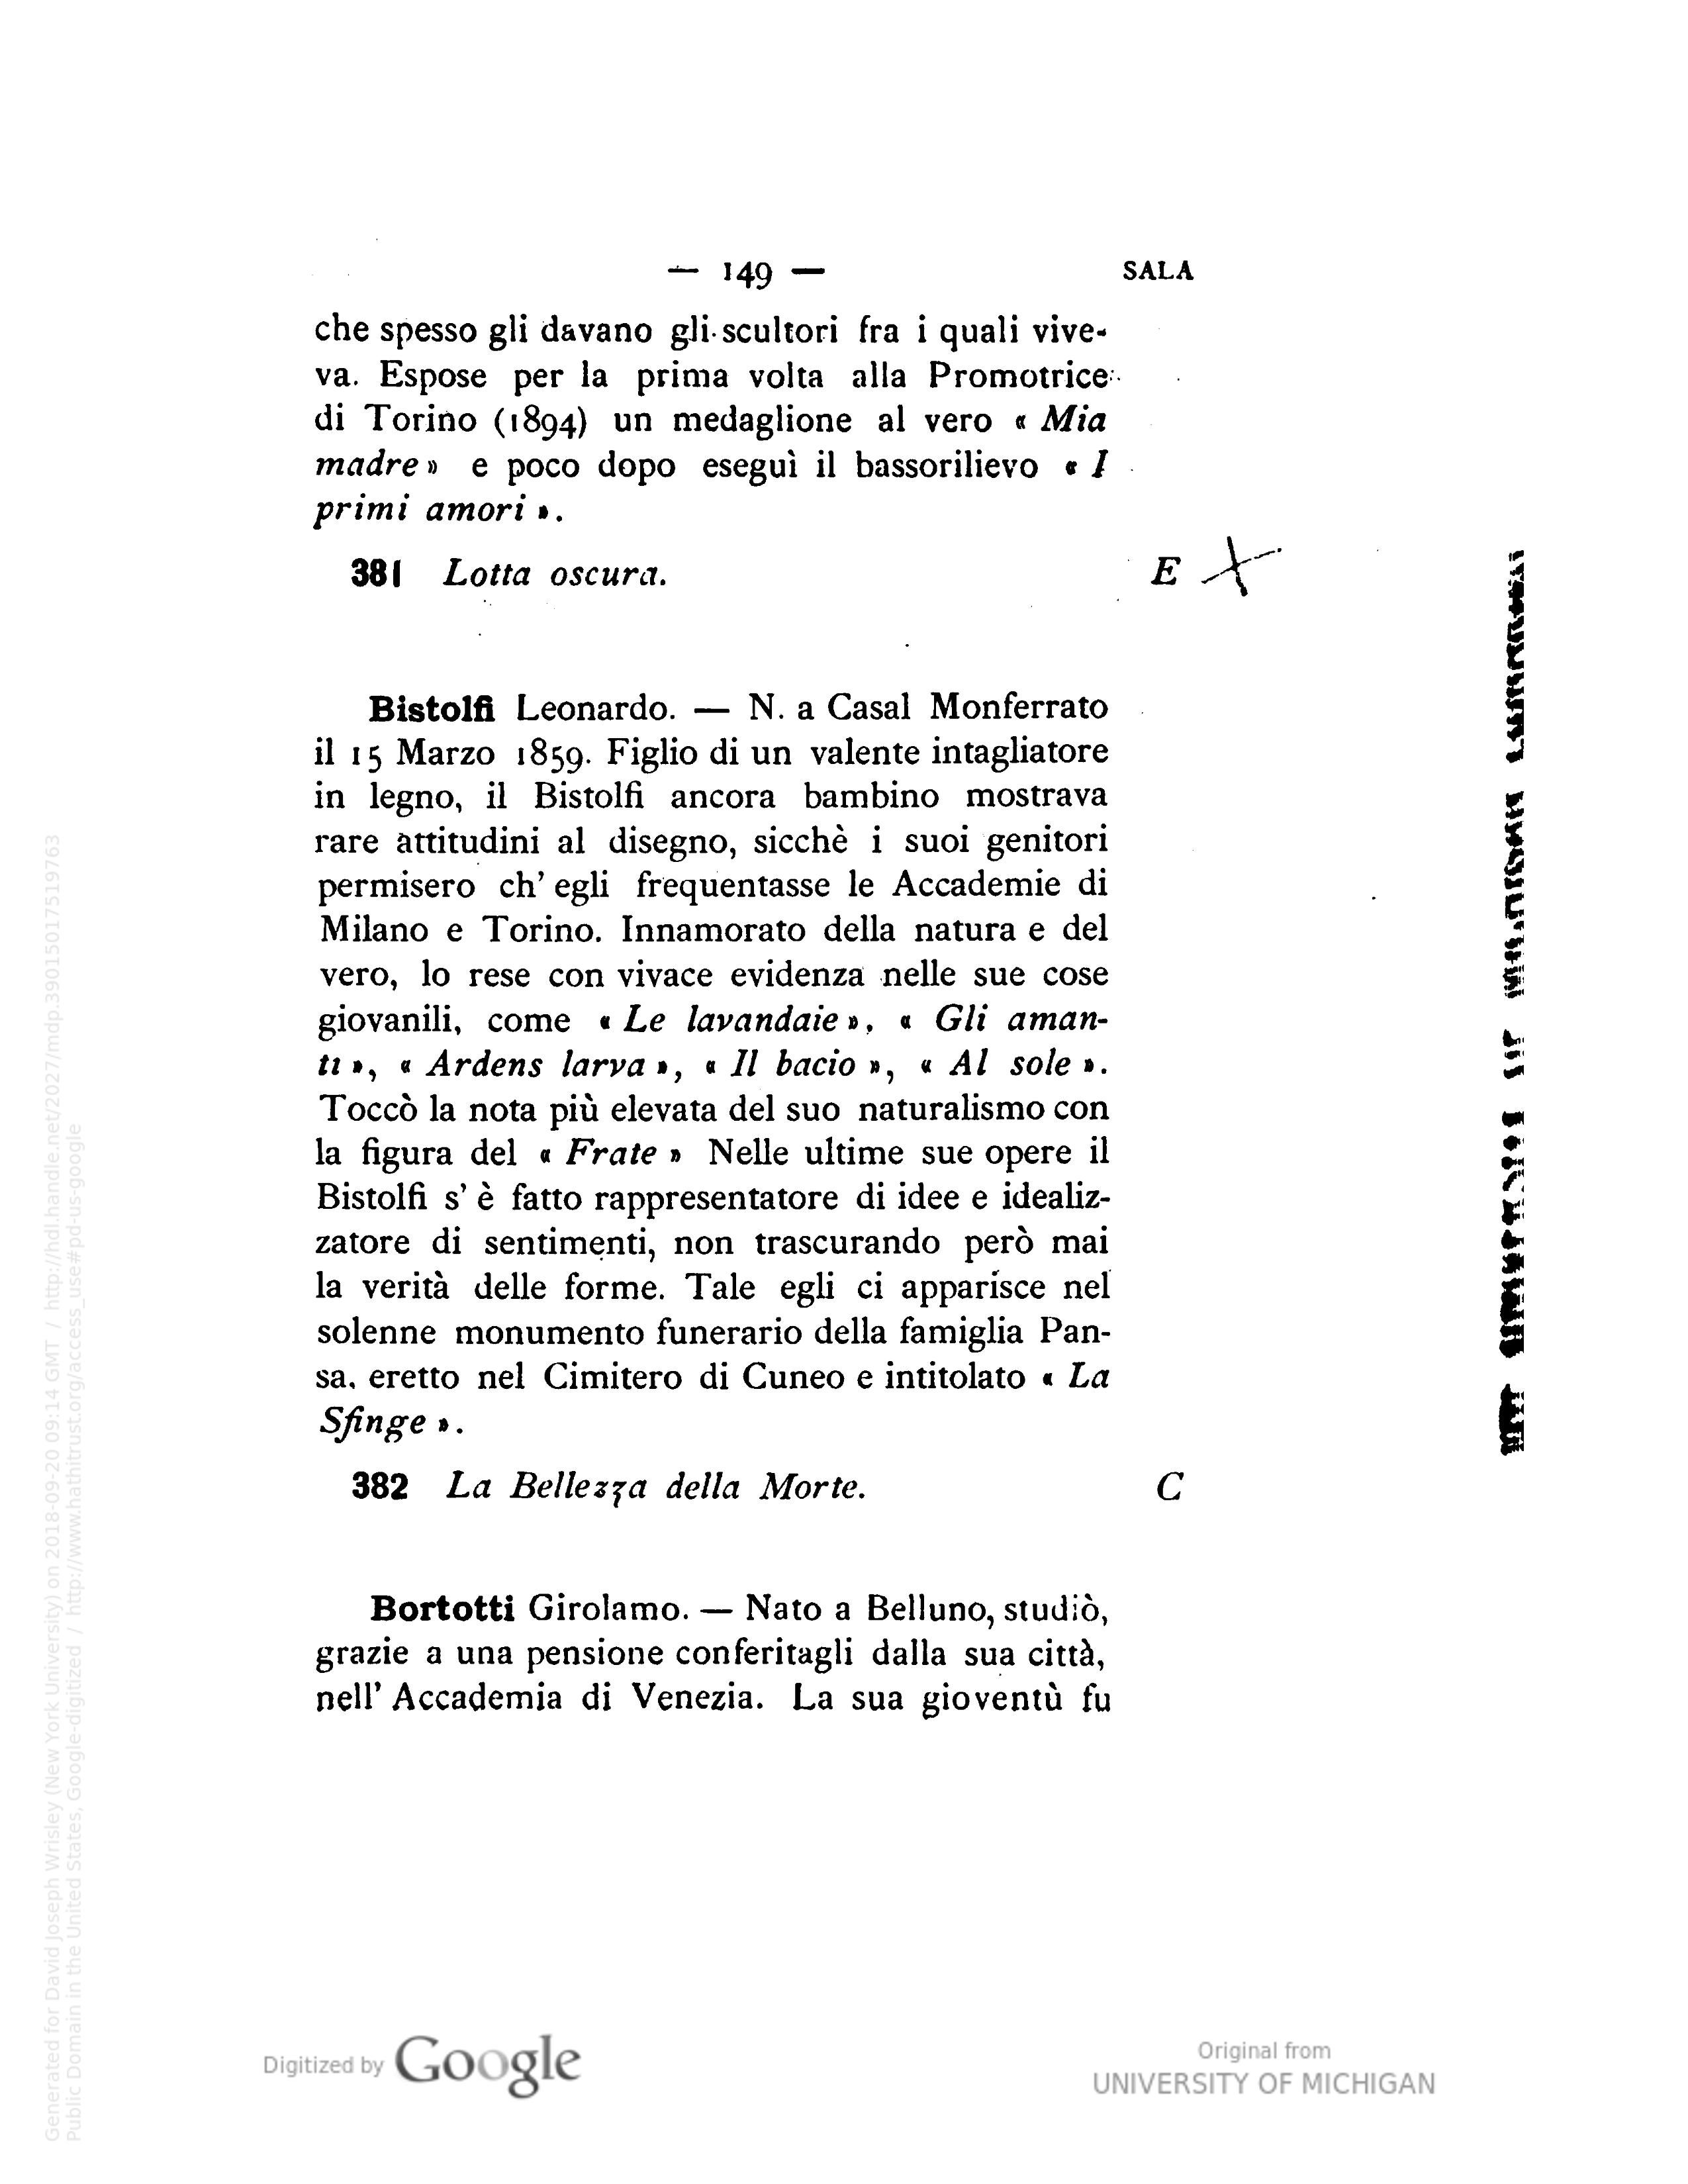 — 149 — SALA
che spesso gli davano gli scultori fra i quali vive-
va. Espose per la prima volta alla Promotrice
di Torino (1894) un medaglione al vero « Mia
madre » e poco dopo eseguì il bassorilievo « I
primi amori ».
381 Lotta oscura. E
Bistolfi Leonardo. — N. a Casal Monferrato
il 15 Marzo 1859. Figlio di un valente intagliatore
in legno, il Bistolfi ancora bambino mostrava
rare attitudini al disegno, sicchè i suoi genitori
permisero ch' egli frequentasse le Accademie di
Milano e Torino. Innamorato della natura e del
vero, lo rese con vivace evidenza nelle sue cose
giovanili, come « Le lavandaie », « Gli aman-
ti », « Ardens larva », « Il bacio », « Al sole ».
Toccò la nota più elevata del suo naturalismo con
la figura del « Frate » Nelle ultime sue opere il
Bistolfi s' è fatto rappresentatore di idee e idealiz-
zatore di sentimenti, non trascurando però mai
la verità delle forme. Tale egli ci apparisce nel
solenne monumento funerario della famiglia Pan-
sa, eretto nel Cimitero di Cuneo e intitolato « La
Sfinge ».
382 La Bellezza della Morte. C
Bortotti Girolamo. — Nato a Belluno, studiò,
grazie a una pensione conferitagli dalla sua città,
nell' Accademia di Venezia. La sua gioventù fu
Generated for David Joseph Wrisley (New York University) on 2018-09-20 09:14 GMT / http://hdl.handle.net/2027/mdp.39015017519763
Public Domain in the United States, Google-digitized / http://www.hathitrust.org/access_use#pd-us-google
Digitized by Google
Original from
UNIVERSITY OF MICHIGAN